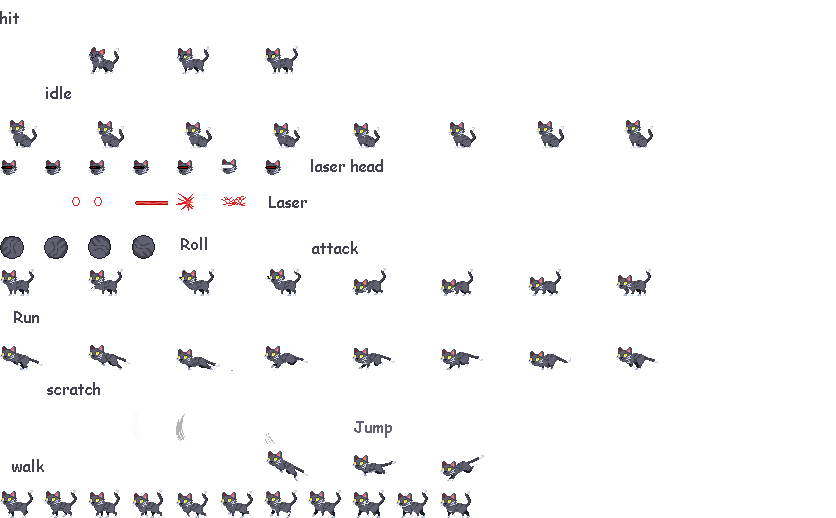 hit
idle
laser head
Laser
Roll
attack
Run
scratch
Jump
walk